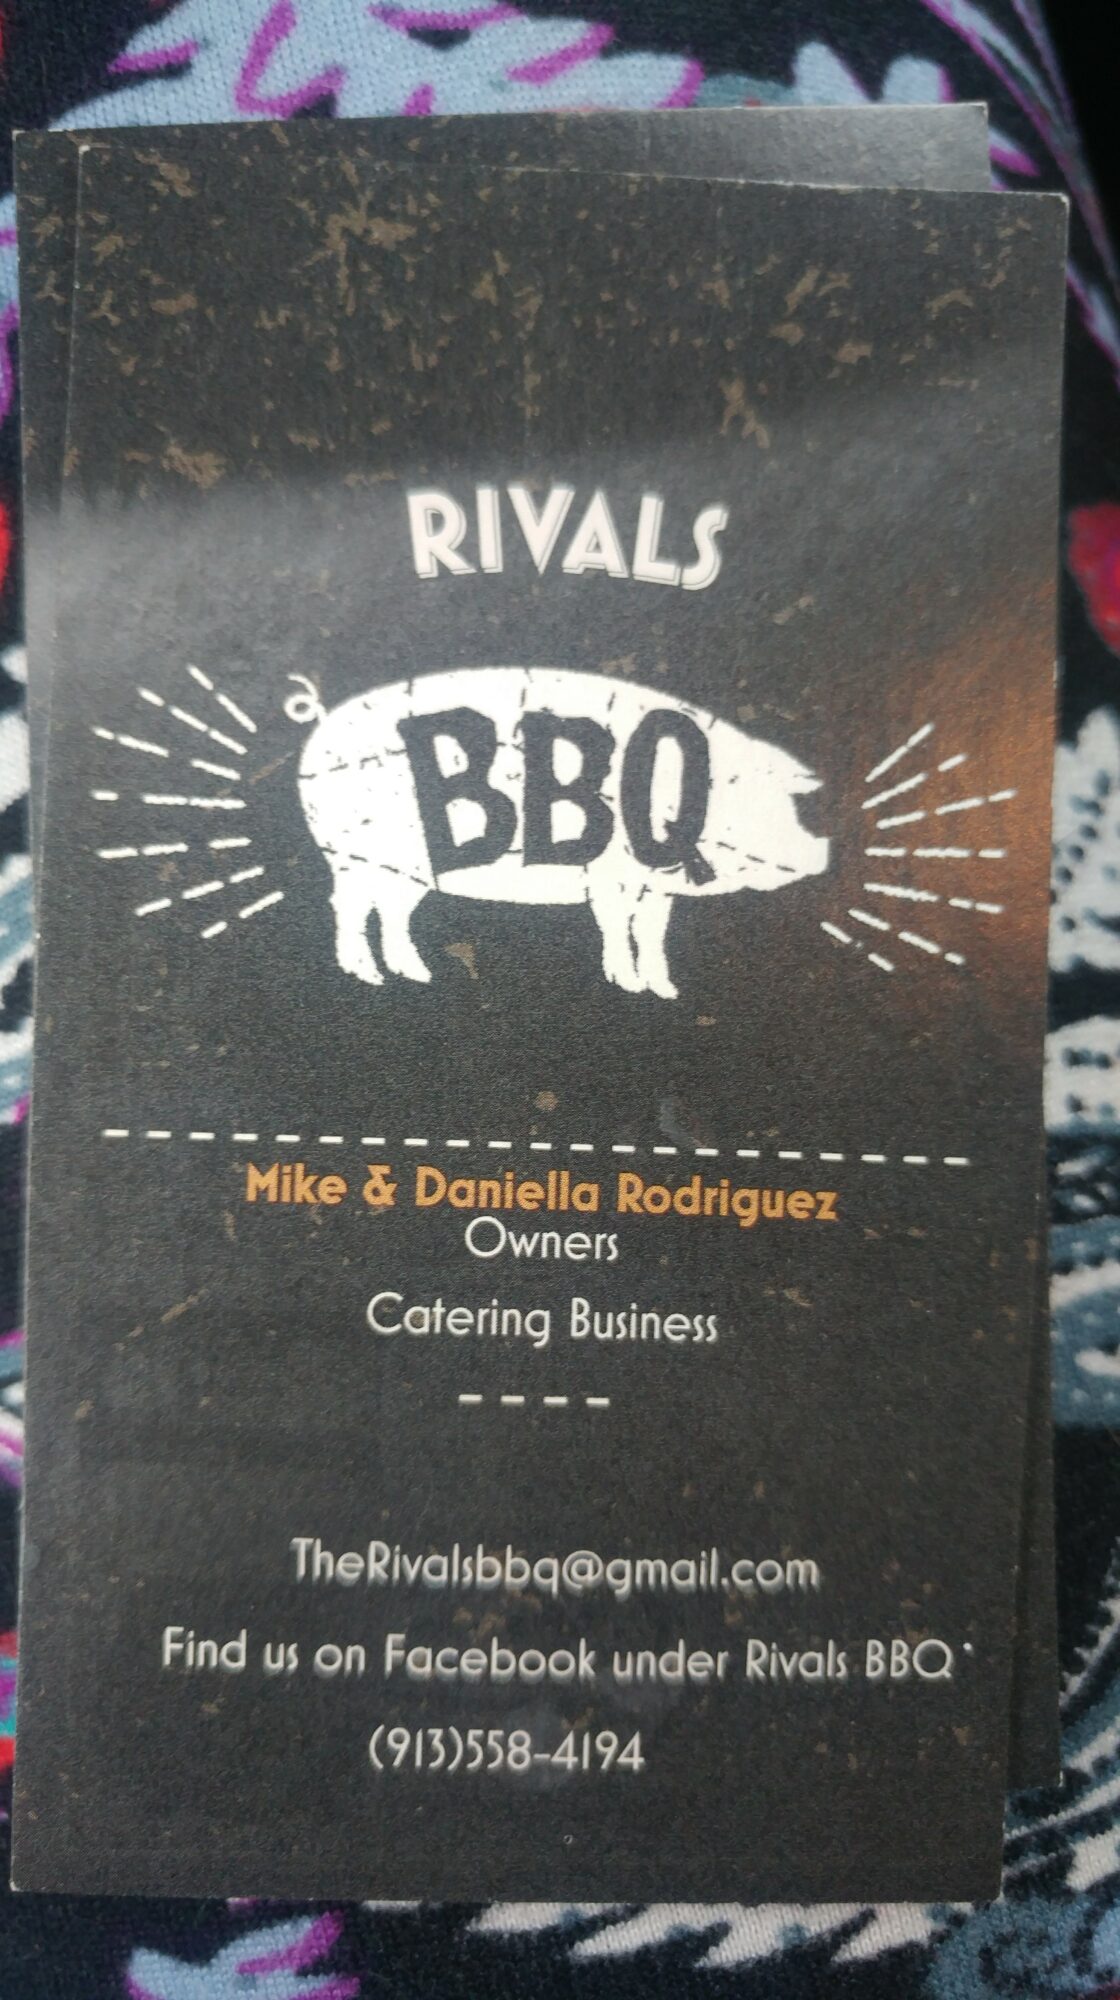 RIVALS
BBQ
Mike & Daniella Rodriguez
Owners
Catering Business
TheRivalsbbq@gmail.com
Find us on Facebook under Rivals BBQ
(913)558-4194